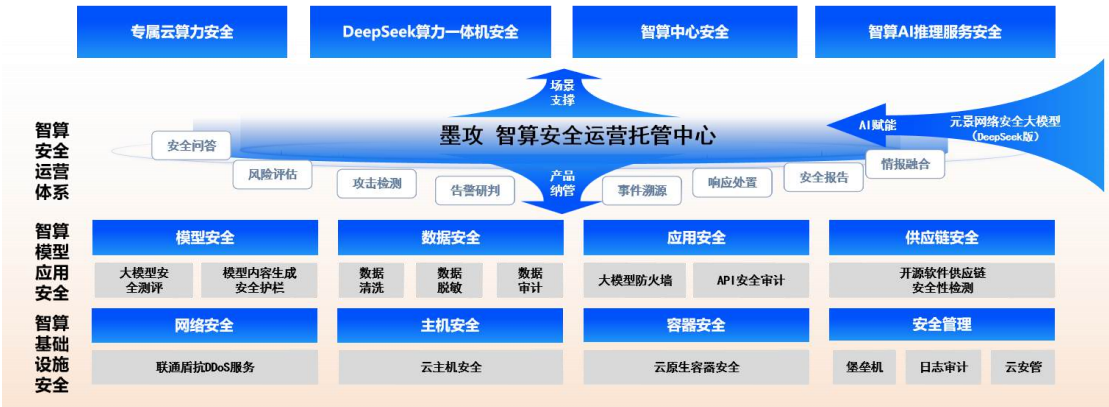 专属云算力安全
DeepSeek算力一体机安全
智算中心安全
智算AI推理服务安全
场景
支撑
智算
安全
运营
体系
墨攻 智算安全运营托管中心
AI赋能
元景网络安全大模型
（DeepSeek版）
安全问答
风险评估
攻击检测
告警研判
产品
纳管
事件溯源
响应处置
安全报告
情报融合
智算
模型
应用
安全
模型安全
数据安全
应用安全
供应链安全
大模型安
全测评
模型内容生成
安全护栏
数据
清洗
数据
脱敏
数据
审计
大模型防火墙
API安全审计
开源软件供应链
安全性检测
智算
基础
设施
安全
网络安全
主机安全
容器安全
安全管理
联通盾抗DDoS服务
云主机安全
云原生容器安全
堡垒机
日志审计
云安管